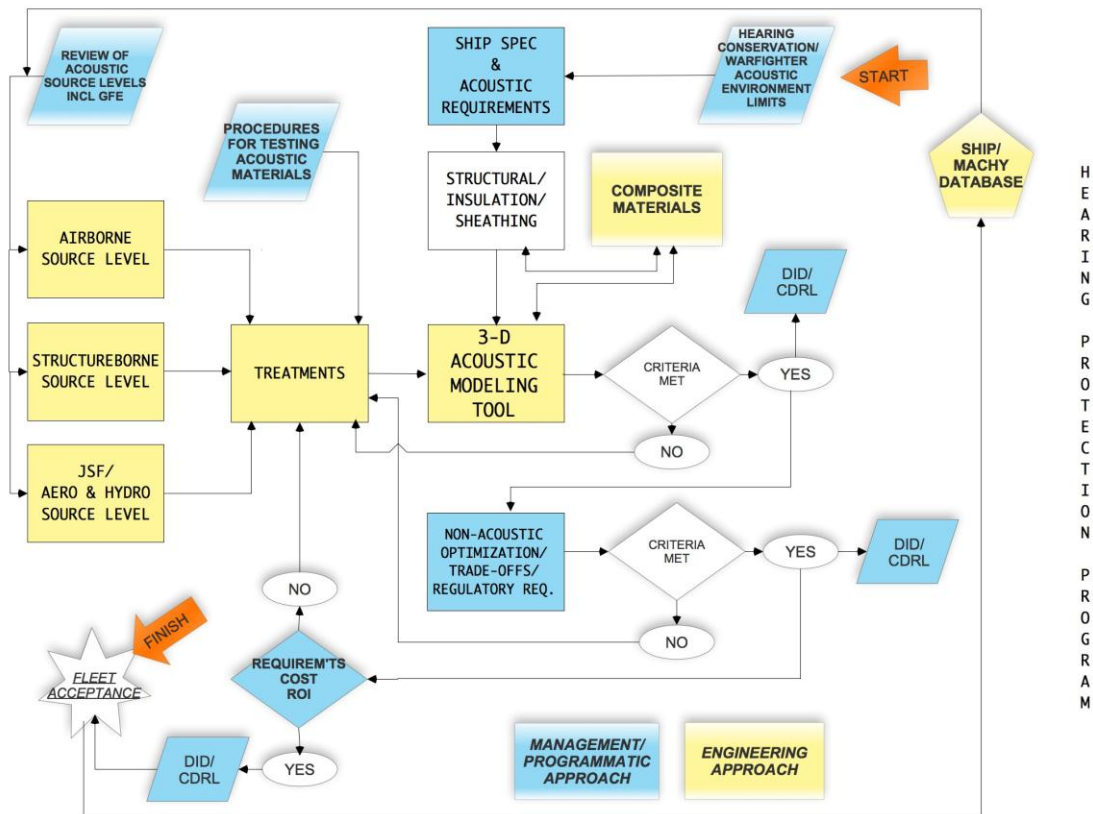 REVIEW OF
ACOUSTIC
SOURCE LEVELS
INCL GFE
SHIP SPEC
&
ACOUSTIC
REQUIREMENTS
HEARING
CONSERVATION/
WARFIGHTER
ACOUSTIC
ENVIRONMENT
LIMITS
START
PROCEDURES
FOR TESTING
ACOUSTIC
MATERIALS
STRUCTURAL/
INSULATION/
SHEATHING
COMPOSITE
MATERIALS
SHIP/
MACHY
DATABASE
AIRBORNE
SOURCE LEVEL
DID/
CDRL
STRUCTUREBORNE
SOURCE LEVEL
TREATMENTS
3-D
ACOUSTIC
MODELING
TOOL
CRITERIA
MET
YES
NO
JSF/
AERO & HYDRO
SOURCE LEVEL
NON-ACOUSTIC
OPTIMIZATION/
TRADE-OFFS/
REGULATORY REQ.
CRITERIA
MET
YES
DID/
CDRL
NO
NO
FINISH
FLEET
ACCEPTANCE
REQUIREM'TS
COST
ROI
DID/
CDRL
YES
MANAGEMENT/
PROGRAMMATIC
APPROACH
ENGINEERING
APPROACH
HEARING PROTECTION PROGRAM